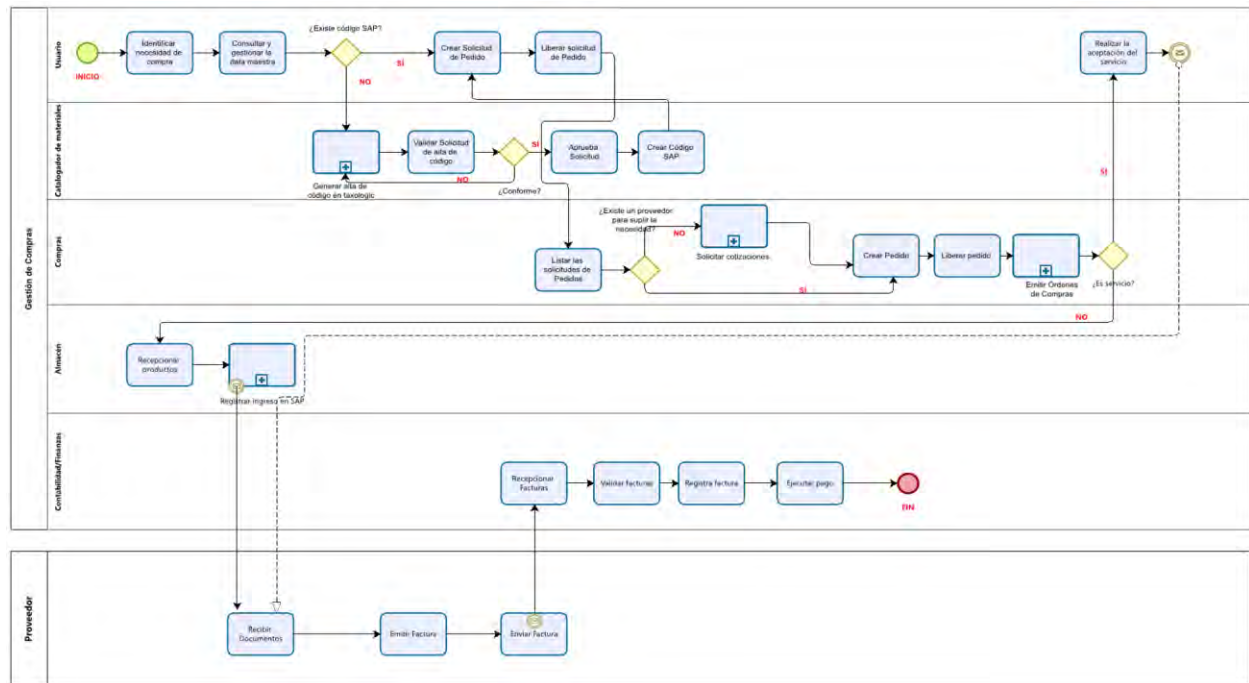 Gestión de Compras
Usuario
INICIO
Identificar
necesidad de
compra
Consultar y
gestionar la
data maestra
¿Existe código SAP?
SÍ
NO
Crear Solicitud
de Pedido
Liberar solicitud
de Pedido
Realizar la
aceptación del
servicio
Catalogador de materiales
Generar alta de
código en taxologic
Validar Solicitud
de alta de
código
¿Conforme?
SI
NO
Aprueba
Solicitud
Crear Código
SAP
Compras
Listar las
solicitudes de
Pedidos
¿Existe un proveedor
para suplir la
necesidad?
NO
SÍ
Solicitar cotizaciones
Crear Pedido
Liberar pedido
Emitir Órdenes
de Compras
¿Es servicio?
SI
NO
Almacén
Recepcionar
productos
Registrar ingreso en SAP
Contabilidad/Finanzas
Recepcionar
Facturas
Validar facturas
Registra factura
Ejecutar pago
FIN
Proveedor
Recibir
Documentos
Emitir Factura
Enviar Factura